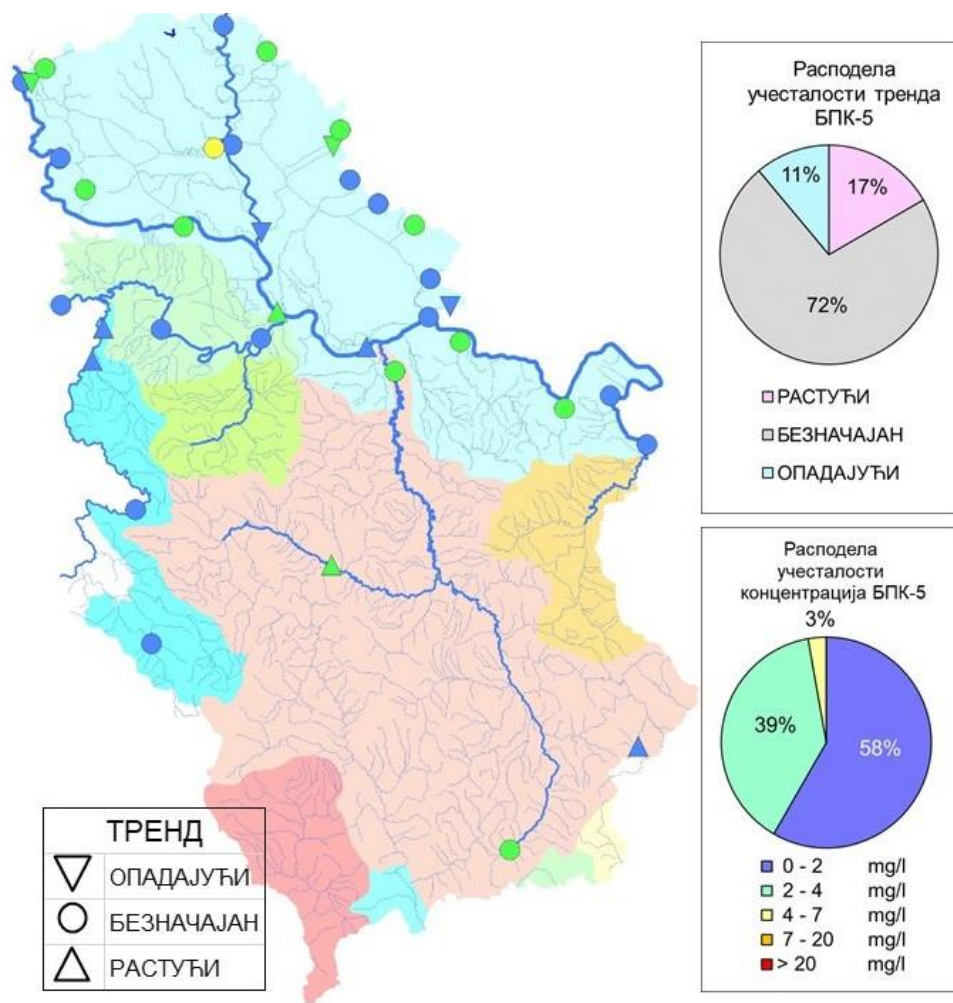 Расподела
учесталости тренда
БПК-5
11%
17%
72%
РАСТУЋИ
БЕЗНАЧАЈАН
ОПАДАЈУЋИ
Расподела
учесталости
концентрација БПК-5
3%
39%
58%
0 - 2 mg/l
2 - 4 mg/l
4 - 7 mg/l
7 - 20 mg/l
> 20 mg/l
ТРЕНД
ОПАДАЈУЋИ
БЕЗНАЧАЈАН
РАСТУЋИ